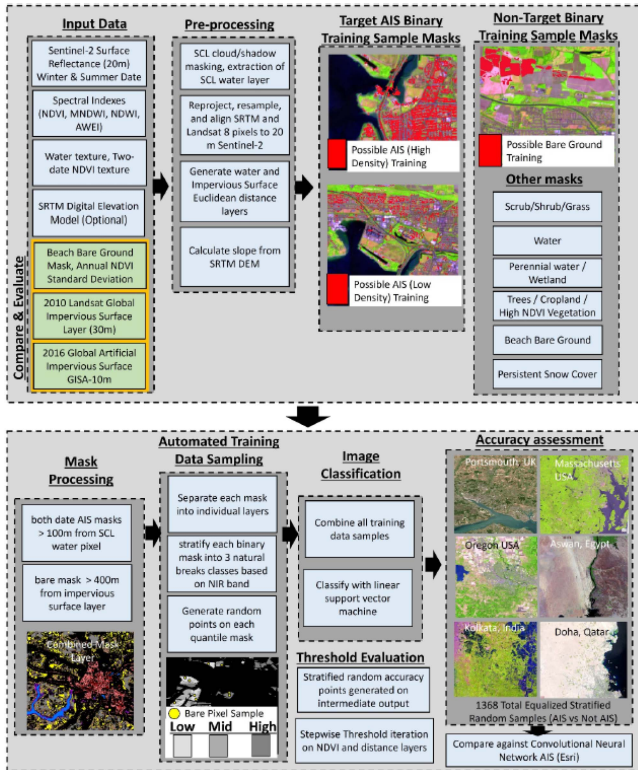 Input Data
Sentinel-2 Surface
Reflectance (20m)
Winter & Summer Date
Spectral Indexes
(NDVI, MNDWI, NDWI,
AWEI)
Water texture, Two-
date NDVI texture
SRTM Digital Elevation
Model (Optional)
Compare & Evaluate
Beach Bare Ground
Mask, Annual NDVI
Standard Deviation
2010 Landsat Global
Impervious Surface
Layer (30m)
2016 Global Artificial
Impervious Surface
GISA-10m
Pre-processing
SCL cloud/shadow
masking, extraction of
SCL water layer
Reproject, resample,
and align SRTM and
Landsat 8 pixels to 20
m Sentinel-2
Generate water and
Impervious Surface
Euclidean distance
layers
Calculate slope from
SRTM DEM
Target AIS Binary
Training Sample Masks
Possible AIS (High
Density) Training
Possible AIS (Low
Density) Training
Non-Target Binary
Training Sample Masks
Possible Bare Ground
Training
Other masks
Scrub/Shrub/Grass
Water
Perennial water /
Wetland
Trees / Cropland /
High NDVI Vegetation
Beach Bare Ground
Persistent Snow Cover
Mask
Processing
both date AIS masks
> 100m from SCL
water pixel
bare mask > 400m
from impervious
surface layer
Combined Mask
Layer
Automated Training
Data Sampling
Separate each mask
into individual layers
stratify each binary
mask into 3 natural
breaks classes based
on NIR band
Generate random
points on each
quantile mask
Bare Pixel Sample
Low Mid High
Image
Classification
Combine all training
data samples
Classify with linear
support vector
machine
Threshold Evaluation
Stratified random accuracy
points generated on
intermediate output
Stepwise Threshold iteration
on NDVI and distance layers
Accuracy assessment
Portsmouth, UK
Massachusetts
USA
Oregon USA
Aswan, Egypt
Kolkata, India
Doha, Qatar
1368 Total Equalized Stratified
Random Samples (AIS vs Not AIS)
Compare against Convolutional Neural
Network AIS (Esri)